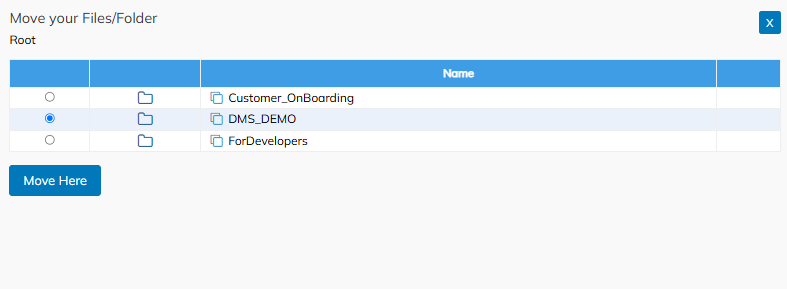 Move your Files/Folder
X
Root
Name
Customer_OnBoarding
DMS_DEMO
ForDevelopers
Move Here